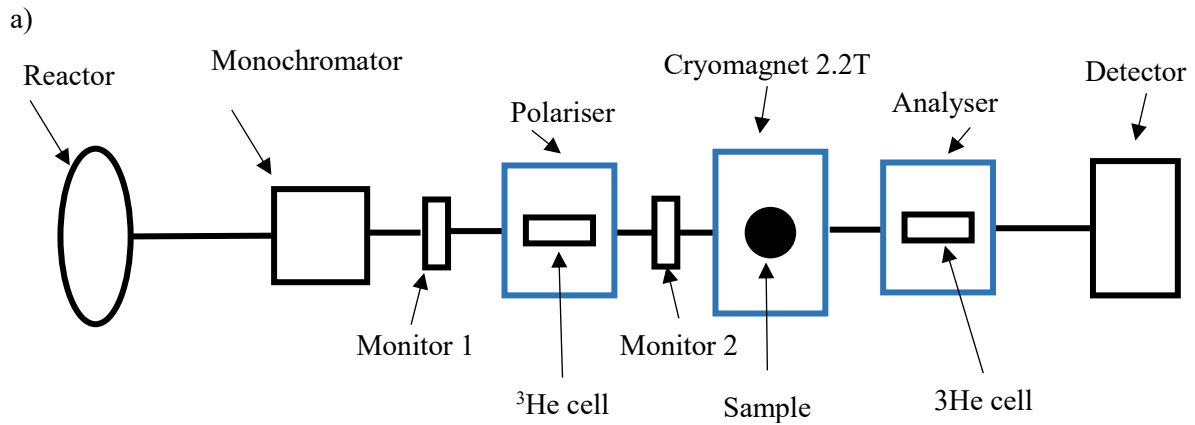 a)
Reactor
Monochromator
Polariser
Cryomagnet 2.2T
Analyser
Detector
Monitor 1
³He cell
Monitor 2
Sample
3He cell